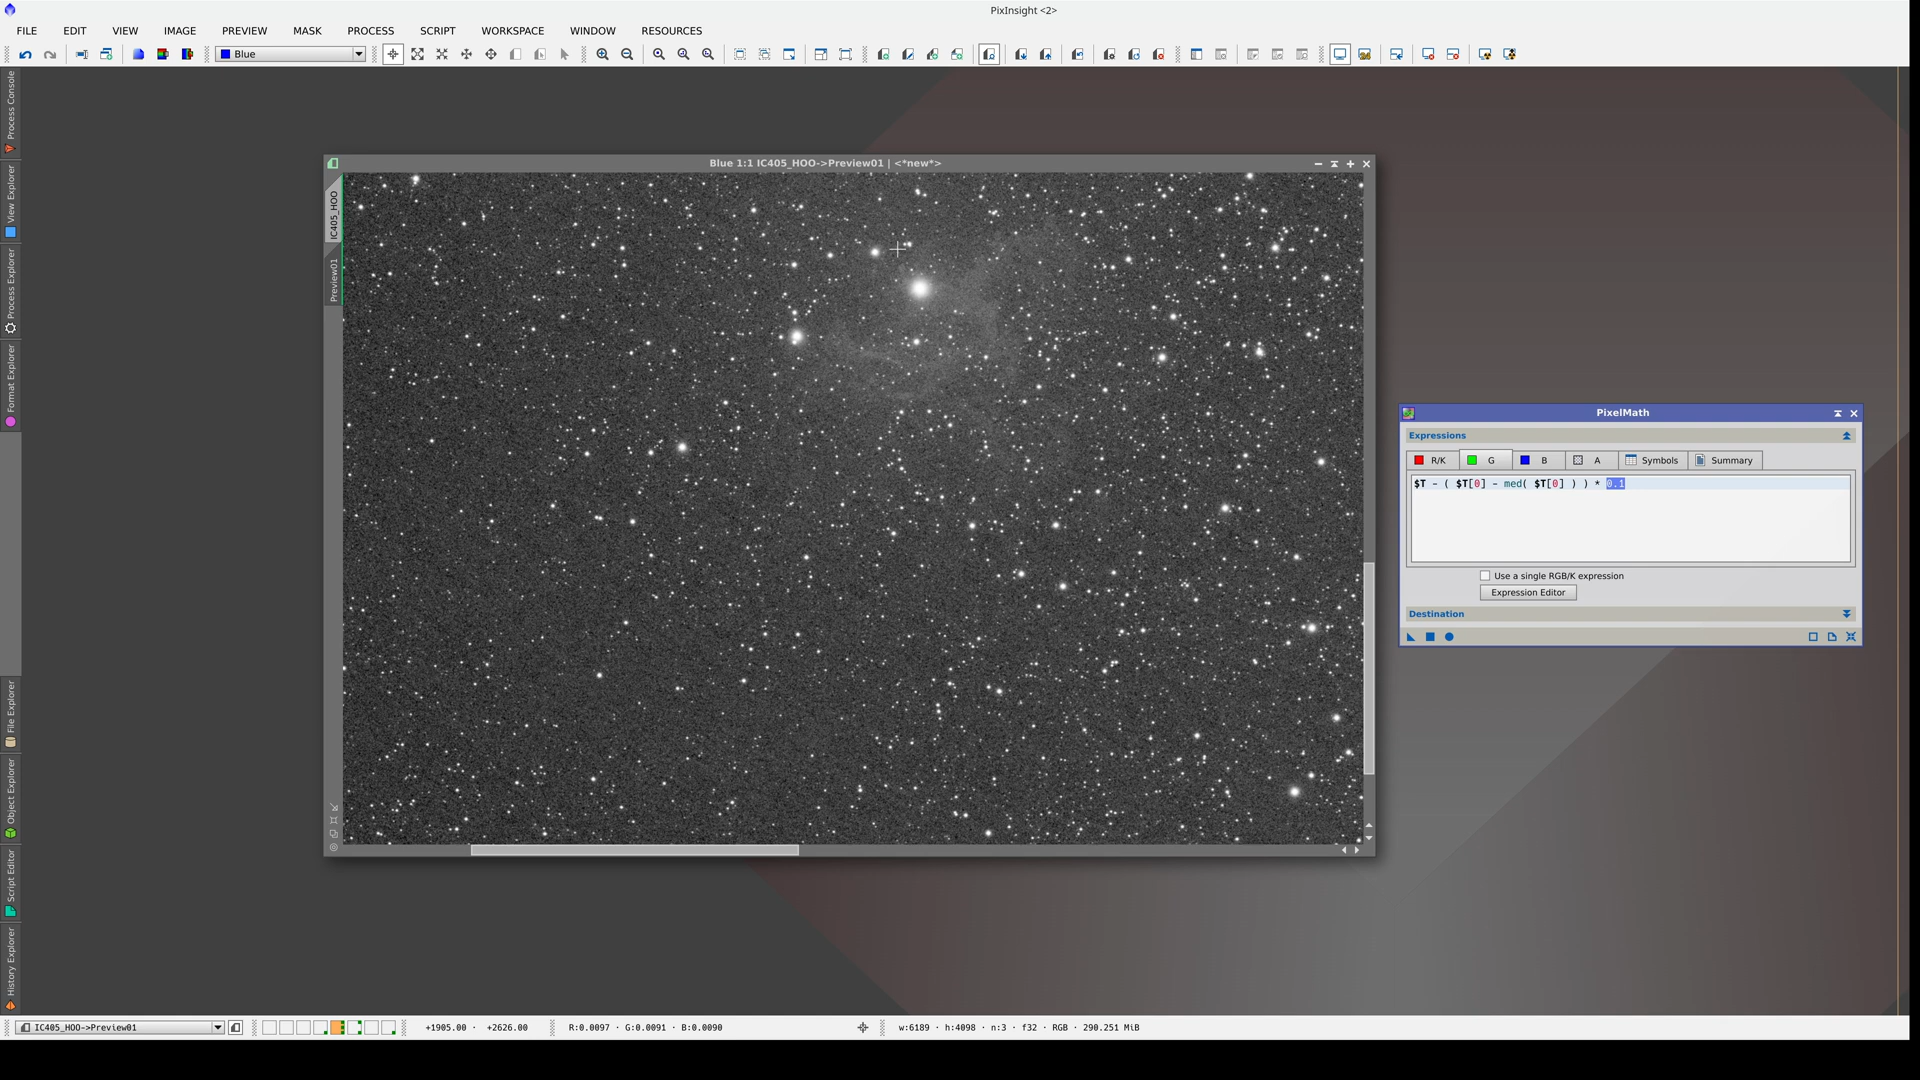 PixInsight <2>
FILE EDIT VIEW IMAGE PREVIEW MASK PROCESS SCRIPT WORKSPACE WINDOW RESOURCES
Blue
Process Console
View Explorer
Process Explorer
Format Explorer
File Explorer
Object Explorer
Script Editor
History Explorer
Blue 1:1 IC405_HOO->Preview01 | <*new*>
IC405_HOO
Preview01
PixelMath
Expressions
R/K G B A Symbols Summary
$T - ( $T[0] - med( $T[0] ) ) * 0.1
Use a single RGB/K expression
Expression Editor
Destination
IC405_HOO->Preview01
+1905.00 · +2626.00
R:0.0097 · G:0.0091 · B:0.0090
w:6189 · h:4098 · n:3 · f32 · RGB · 290.251 MiB